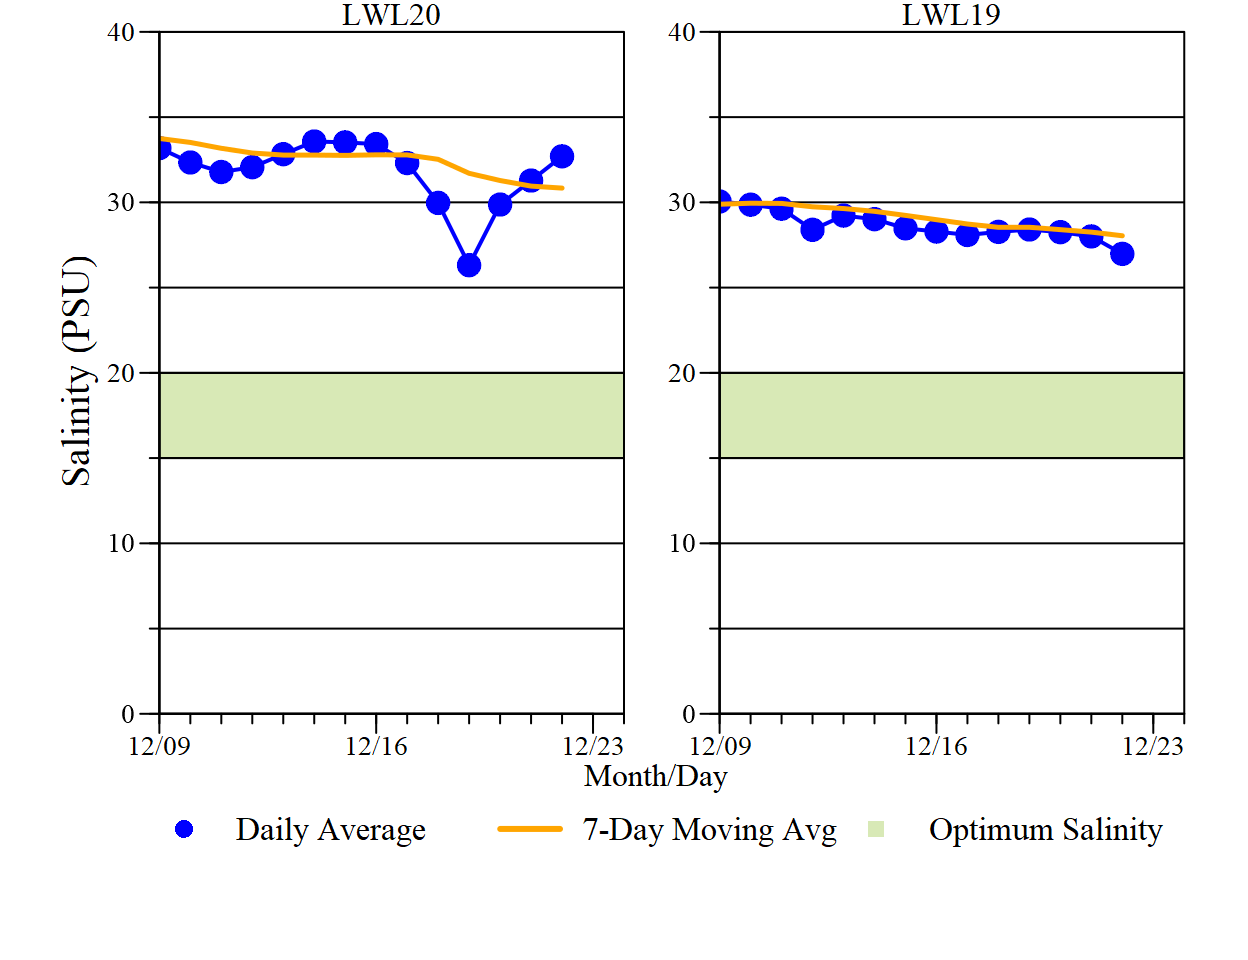 LWL20 LWL19
40 40
30 30
Salinity (PSU)
20 20
10 10
0 0
12/09 12/16 12/23 12/09 12/16 12/23
Month/Day
Daily Average 7-Day Moving Avg Optimum Salinity